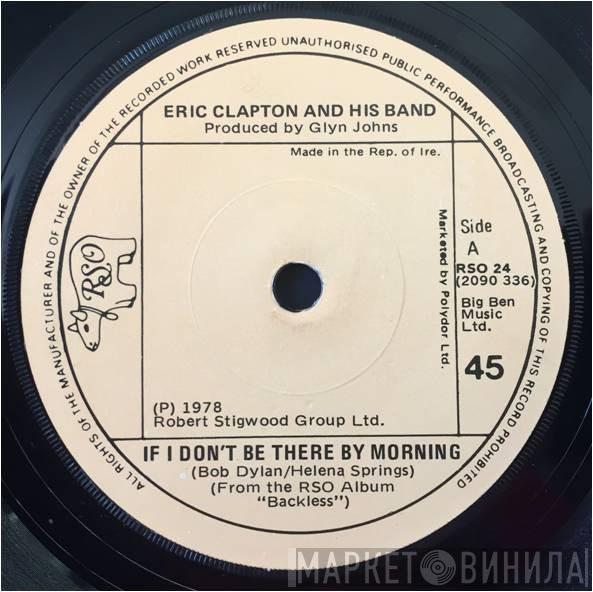 ALL RIGHTS OF THE MANUFACTURER AND OF THE OWNER OF THE RECORDED WORK RESERVED UNAUTHORISED PUBLIC PERFORMANCE BROADCASTING AND COPYING OF THIS RECORD PROHIBITED
ERIC CLAPTON AND HIS BAND
Produced by Glyn Johns
Made in the Rep. of Ire.
RSO
Marketed by Polydor Ltd.
Side
A
RSO 24
(2090 336)
Big Ben
Music
Ltd.
45
(P) 1978
Robert Stigwood Group Ltd.
IF I DON'T BE THERE BY MORNING
(Bob Dylan/Helena Springs)
(From the RSO Album
"Backless")
МАРКЕТ ВИНИЛА